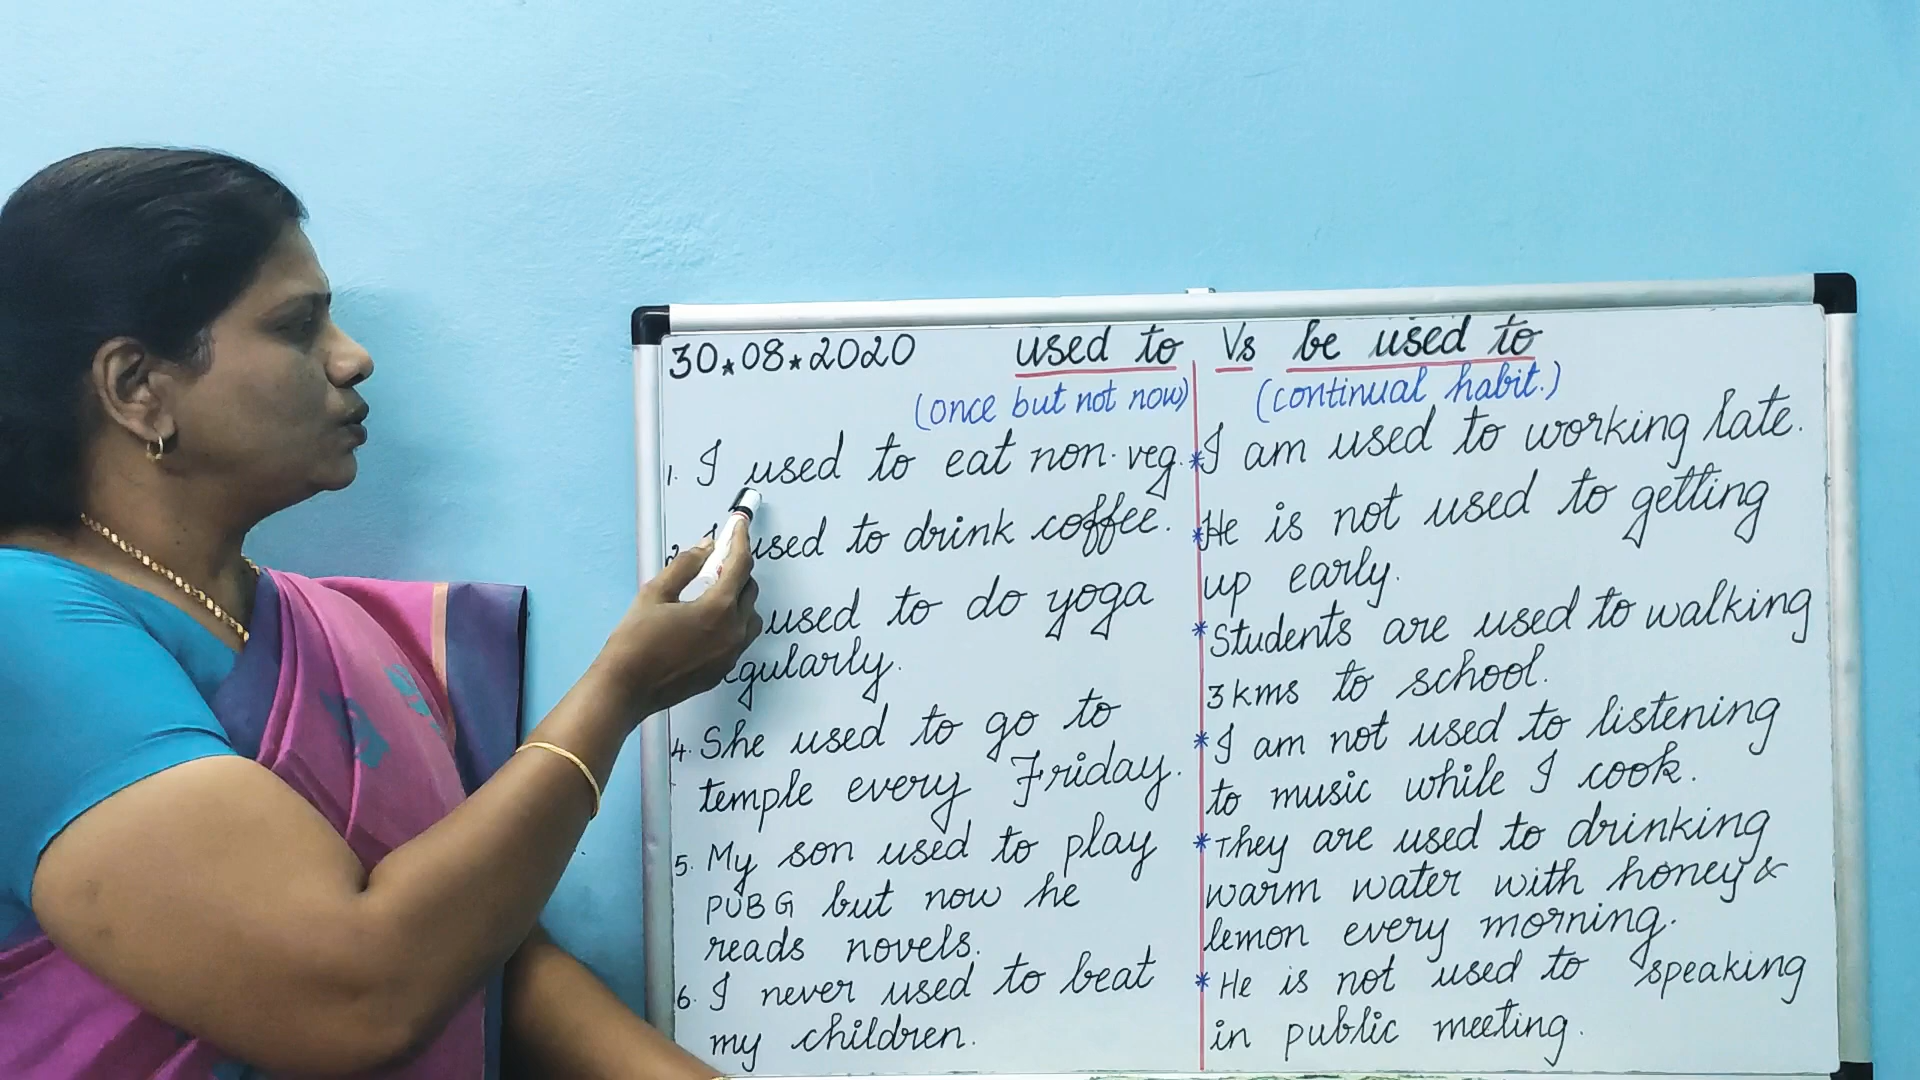 30*08*2020 used to Vs be used to
(once but not now) (continual habit.)
1. I used to eat non-veg.
2. used to drink coffee.
used to do yoga
4. She used to go to
temple every Friday.
5. My son used to play
PUBG but now he
reads novels.
6. I never used to beat
my children.
*I am used to working late.
*He is not used to getting
up early.
*Students are used to walking
3 kms to school.
*I am not used to listening
to music while I cook.
*They are used to drinking
warm water with honey &
lemon every morning.
*He is not used to speaking
in public meeting.